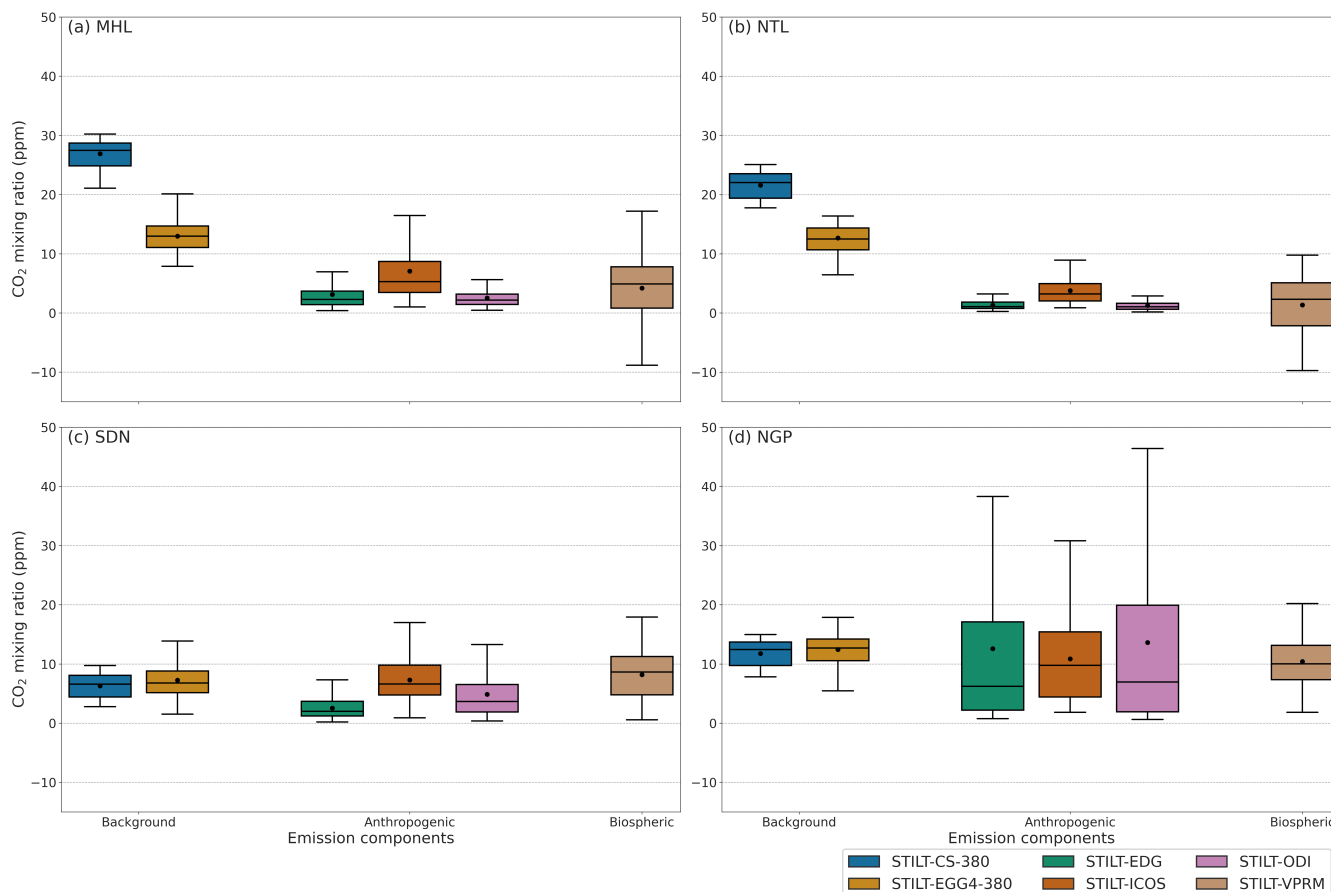 (a) MHL
(b) NTL
50
40
30
20
10
0
−10
CO₂ mixing ratio (ppm)
50
40
30
20
10
0
−10
(c) SDN
(d) NGP
50
40
30
20
10
0
−10
CO₂ mixing ratio (ppm)
50
40
30
20
10
0
−10
Background Anthropogenic Biospheric
Emission components
Background Anthropogenic Biospheric
Emission components
STILT-CS-380 STILT-EDG STILT-ODI
STILT-EGG4-380 STILT-ICOS STILT-VPRM